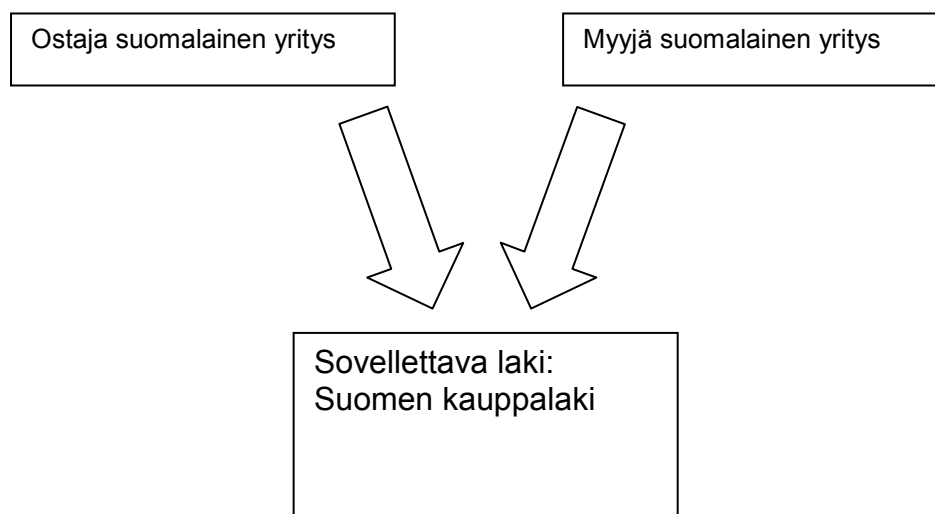 Ostaja suomalainen yritys
Myyjä suomalainen yritys
Sovellettava laki:
Suomen kauppalaki